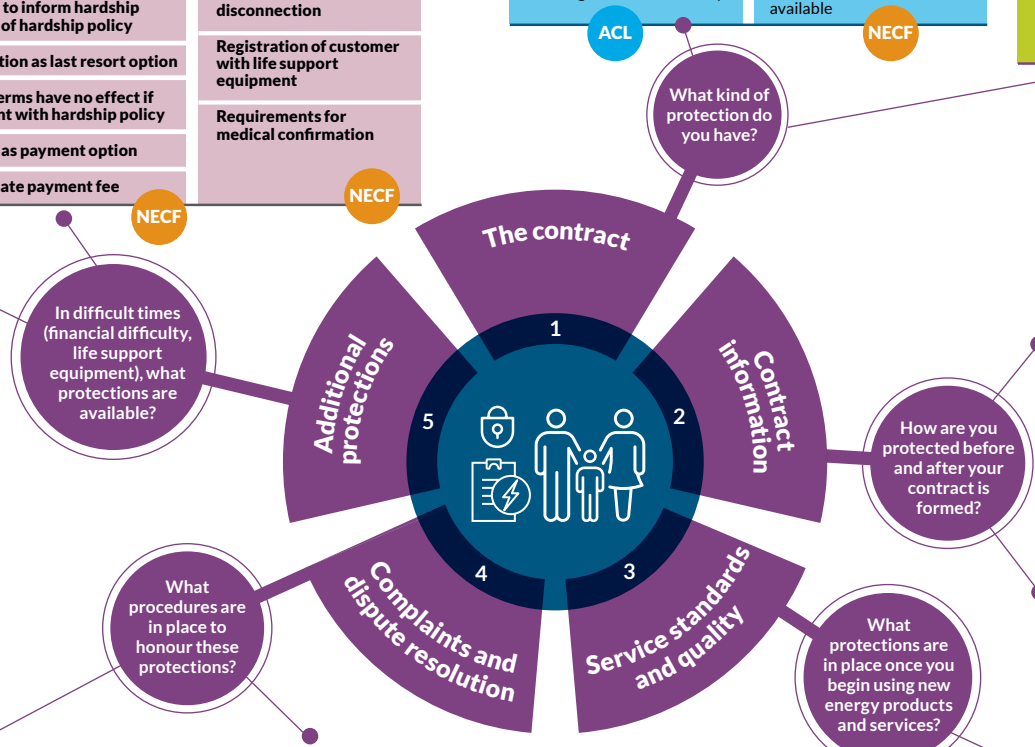 to inform hardship
of hardship policy
tion as last resort option
erms have no effect if
nt with hardship policy
as payment option
ate payment fee
NECF
disconnection
Registration of customer
with life support
equipment
Requirements for
medical confirmation
NECF
ACL
available
NECF
What kind of
protection do
you have?
The contract
1
Contract
information
2
How are you
protected before
and after your
contract is
formed?
Service standards
and quality
3
What
protections are
in place once you
begin using new
energy products
and services?
Complaints and
dispute resolution
4
What
procedures are
in place to
honour these
protections?
Additional
protections
5
In difficult times
(financial difficulty,
life support
equipment), what
protections are
available?